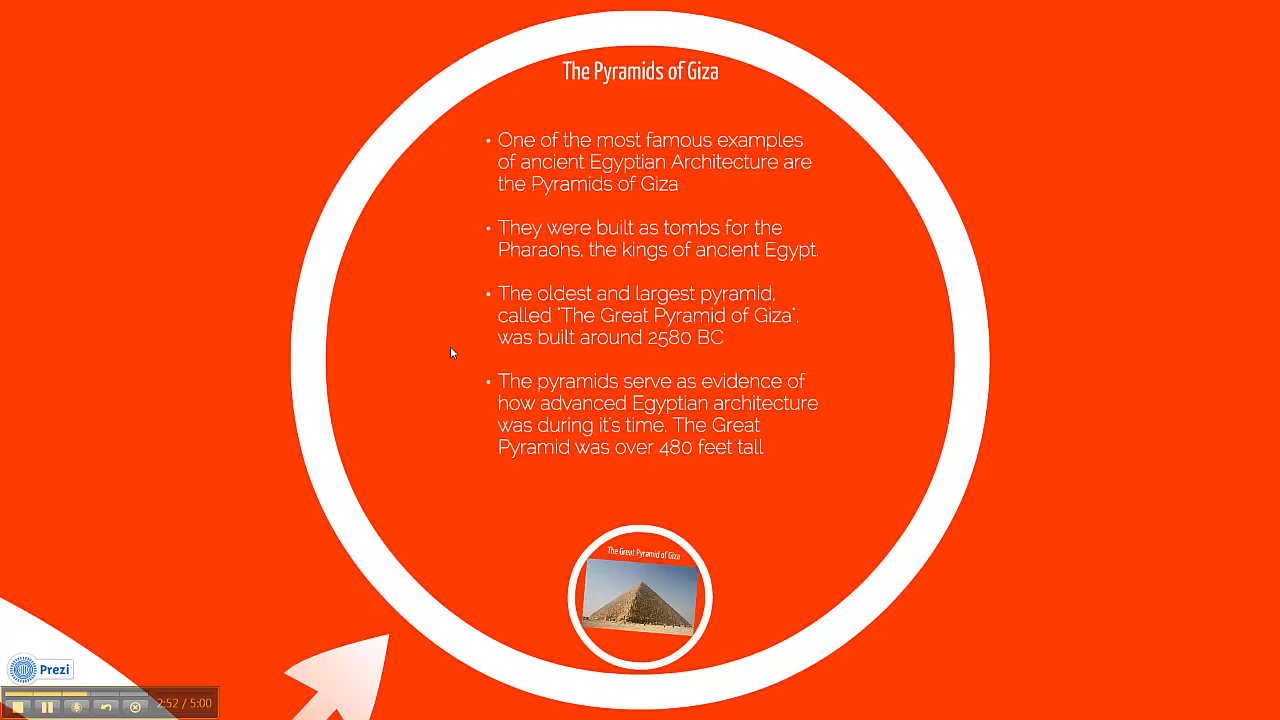 The Pyramids of Giza
• One of the most famous examples
of ancient Egyptian Architecture are
the Pyramids of Giza
• They were built as tombs for the
Pharaohs, the kings of ancient Egypt.
• The oldest and largest pyramid,
called "The Great Pyramid of Giza",
was built around 2580 BC
• The pyramids serve as evidence of
how advanced Egyptian architecture
was during it's time. The Great
Pyramid was over 480 feet tall
The Great Pyramid of Giza
Prezi
2:52 / 5:00